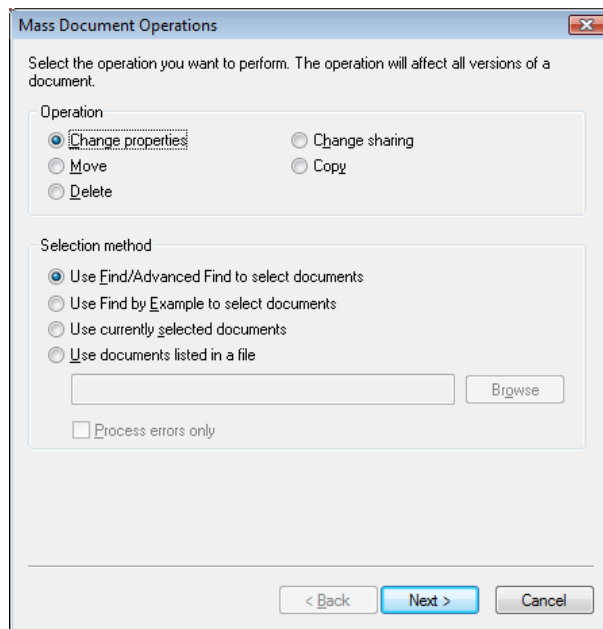 Mass Document Operations
Select the operation you want to perform. The operation will affect all versions of a
document.
Operation
Change properties
Change sharing
Move
Copy
Delete
Selection method
Use Find/Advanced Find to select documents
Use Find by Example to select documents
Use currently selected documents
Use documents listed in a file
Browse
Process errors only
< Back
Next >
Cancel